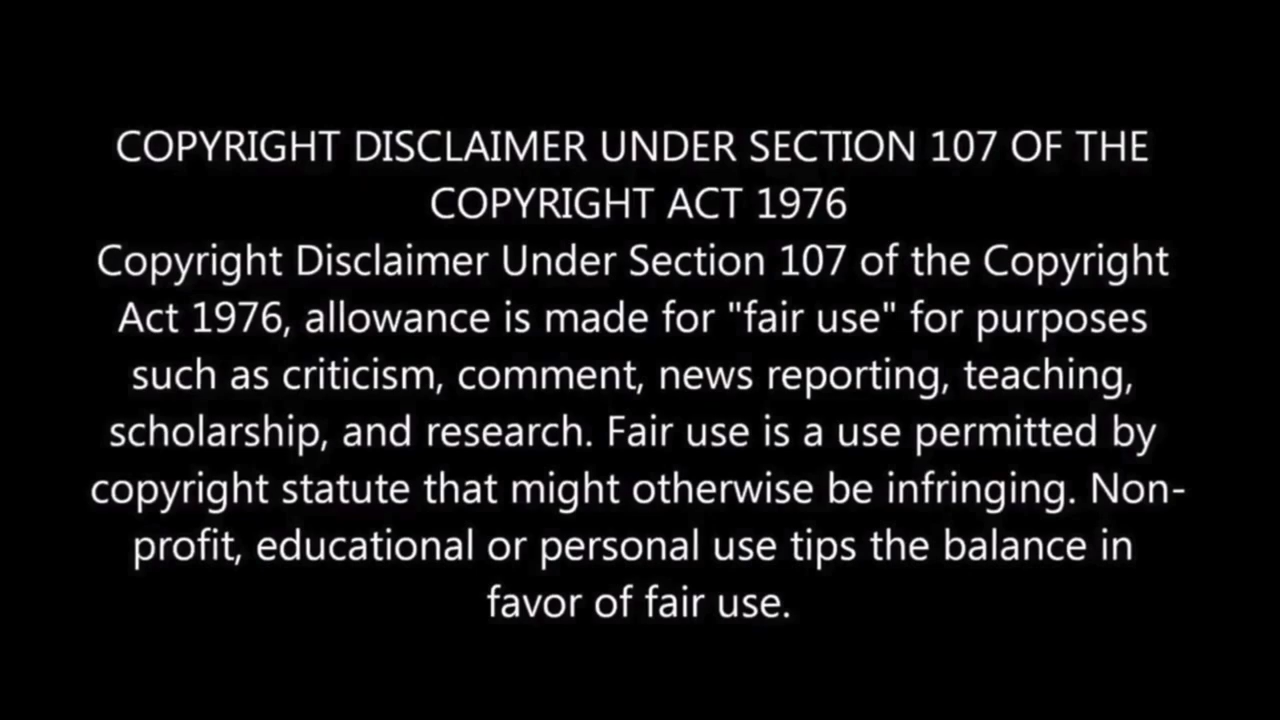 COPYRIGHT DISCLAIMER UNDER SECTION 107 OF THE
COPYRIGHT ACT 1976
Copyright Disclaimer Under Section 107 of the Copyright
Act 1976, allowance is made for "fair use" for purposes
such as criticism, comment, news reporting, teaching,
scholarship, and research. Fair use is a use permitted by
copyright statute that might otherwise be infringing. Non-
profit, educational or personal use tips the balance in
favor of fair use.